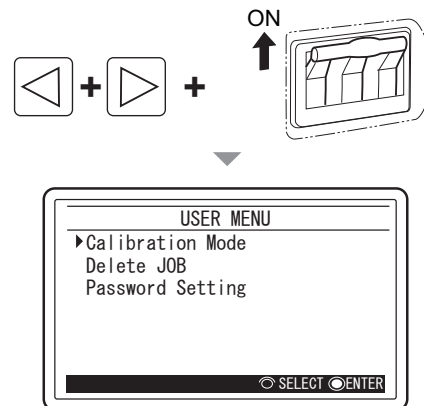 ON
+ +
USER MENU
Calibration Mode
Delete JOB
Password Setting
SELECT ENTER